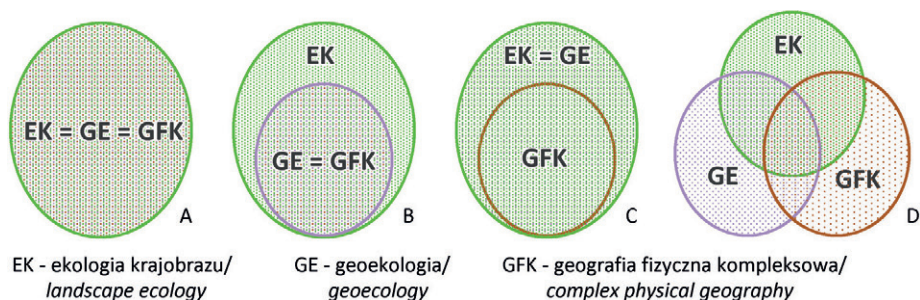 EK = GE = GFK
A
EK
GE = GFK
B
EK = GE
GFK
C
EK
GE
GFK
D
EK - ekologia krajobrazu/
landscape ecology
GE - geoekologia/
geoecology
GFK - geografia fizyczna kompleksowa/
complex physical geography